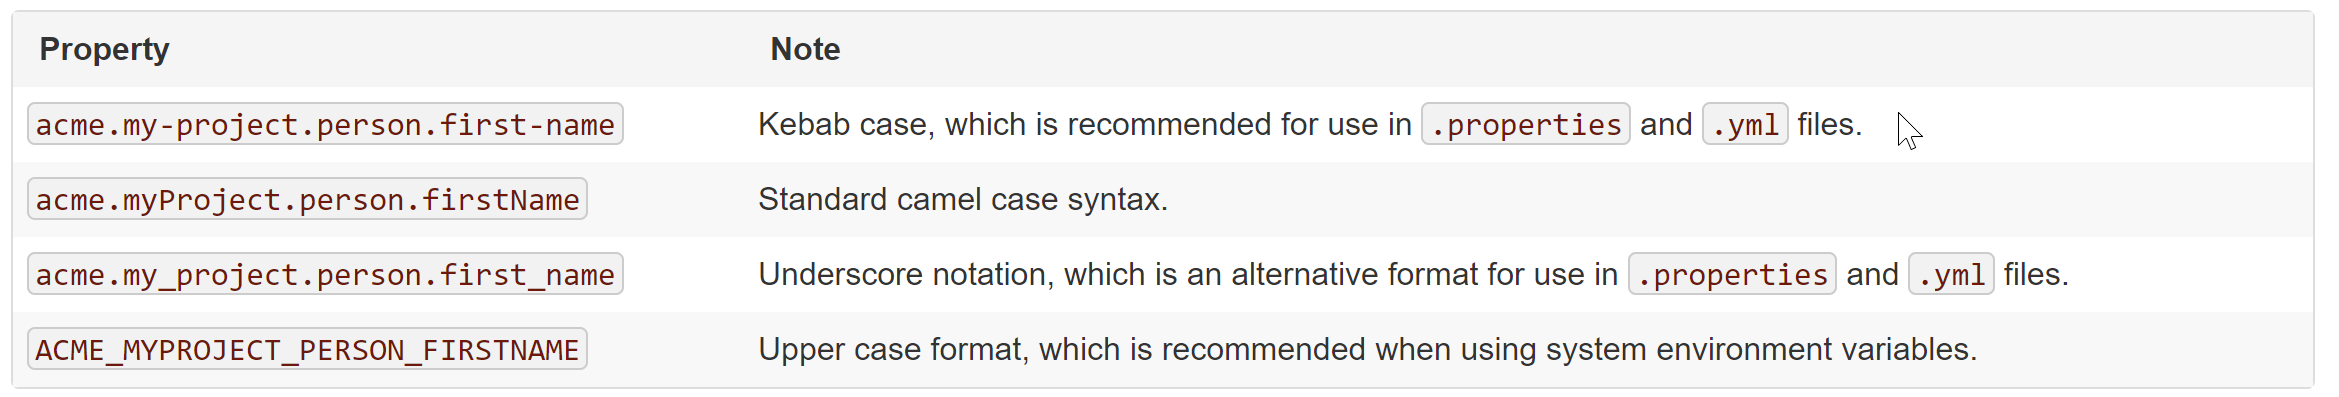 Property Note
acme.my-project.person.first-name Kebab case, which is recommended for use in .properties and .yml files.
acme.myProject.person.firstName Standard camel case syntax.
acme.my_project.person.first_name Underscore notation, which is an alternative format for use in .properties and .yml files.
ACME_MYPROJECT_PERSON_FIRSTNAME Upper case format, which is recommended when using system environment variables.